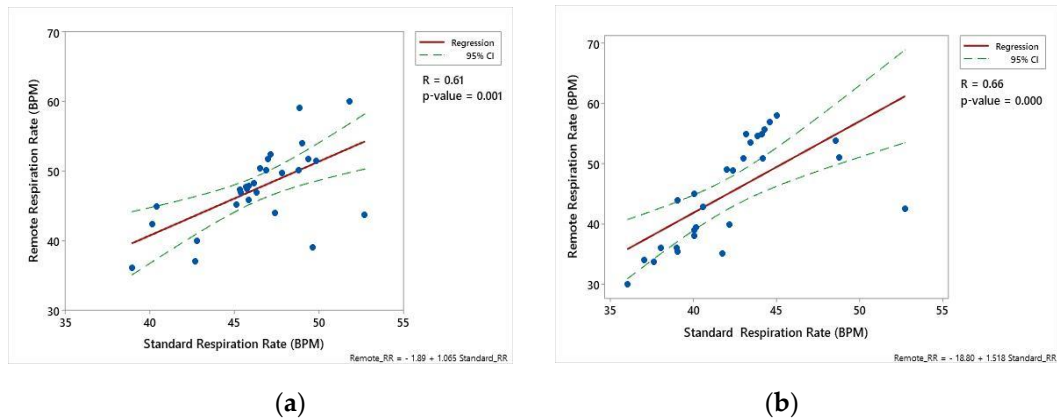 70
60
50
40
30
Remote Respiration Rate (BPM)
35 40 45 50 55
Standard Respiration Rate (BPM)
Regression
95% CI
R = 0.61
p-value = 0.001
Remote_RR = - 1.89 + 1.065 Standard_RR
(a)
70
60
50
40
30
Remote Respiration Rate (BPM)
35 40 45 50 55
Standard Respiration Rate (BPM)
Regression
95% CI
R = 0.66
p-value = 0.000
Remote_RR = - 18.80 + 1.518 Standard_RR
(b)